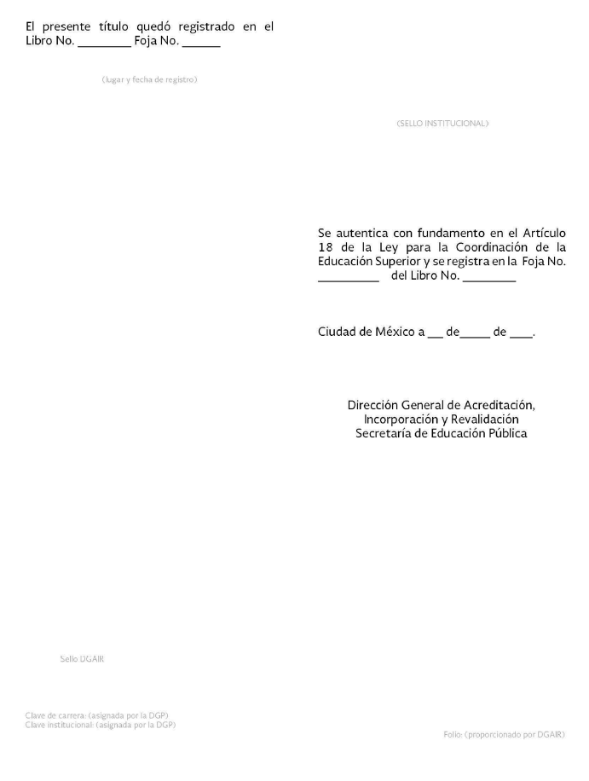 El presente título quedó registrado en el
Libro No. _________ Foja No. ______
(lugar y fecha de registro)
(SELLO INSTITUCIONAL)
Se autentica con fundamento en el Artículo
18 de la Ley para la Coordinación de la
Educación Superior y se registra en la Foja No.
__________ del Libro No. _________
Ciudad de México a ___ de_____ de ____.
Dirección General de Acreditación,
Incorporación y Revalidación
Secretaría de Educación Pública
Sello DGAIR
Clave de carrera: (asignada por la DGP)
Clave institucional: (asignada por la DGP)
Folio: (proporcionado por DGAIR)